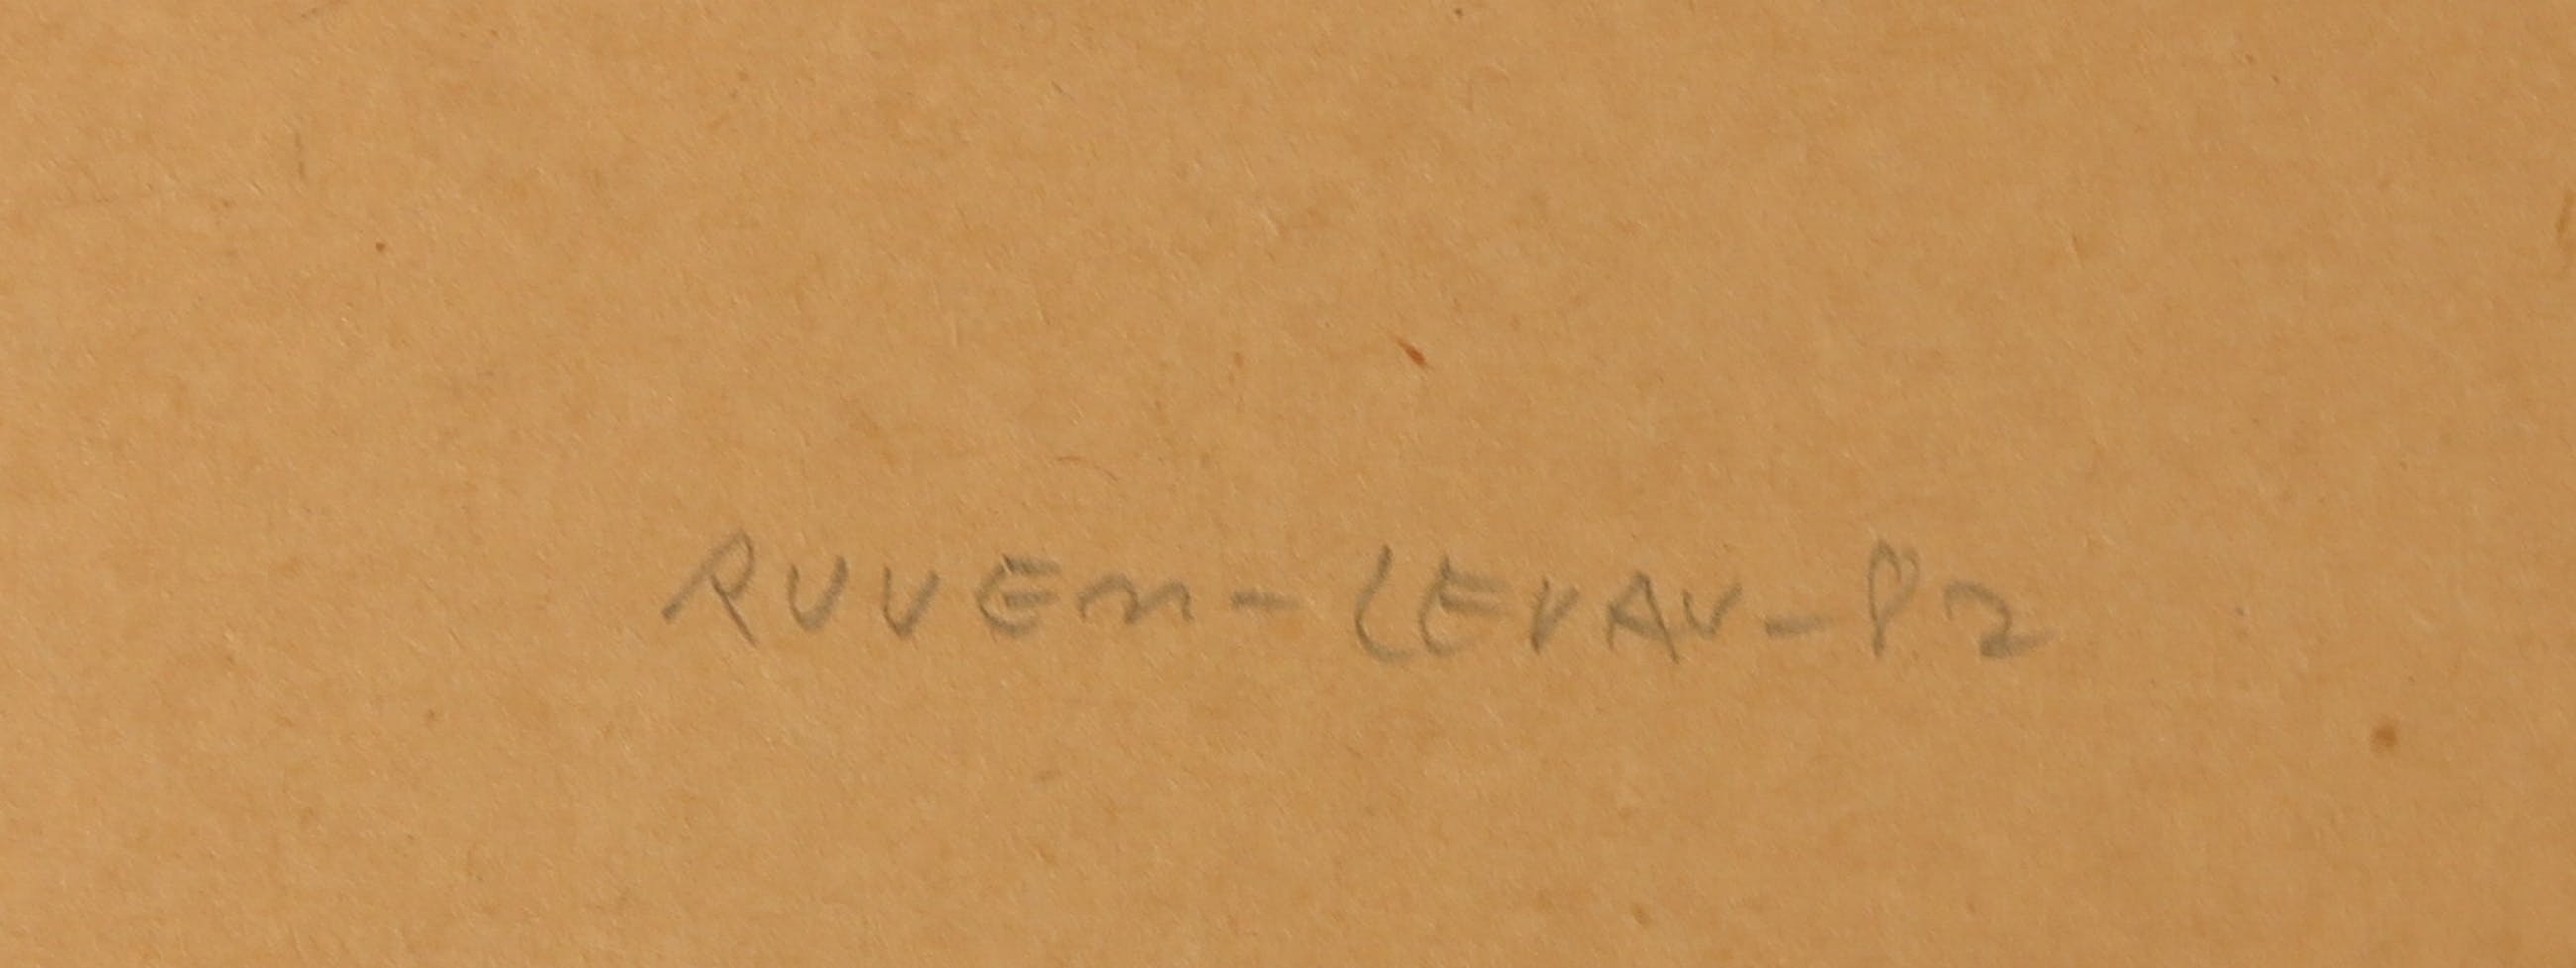 RUVEM - LEVAV - 82